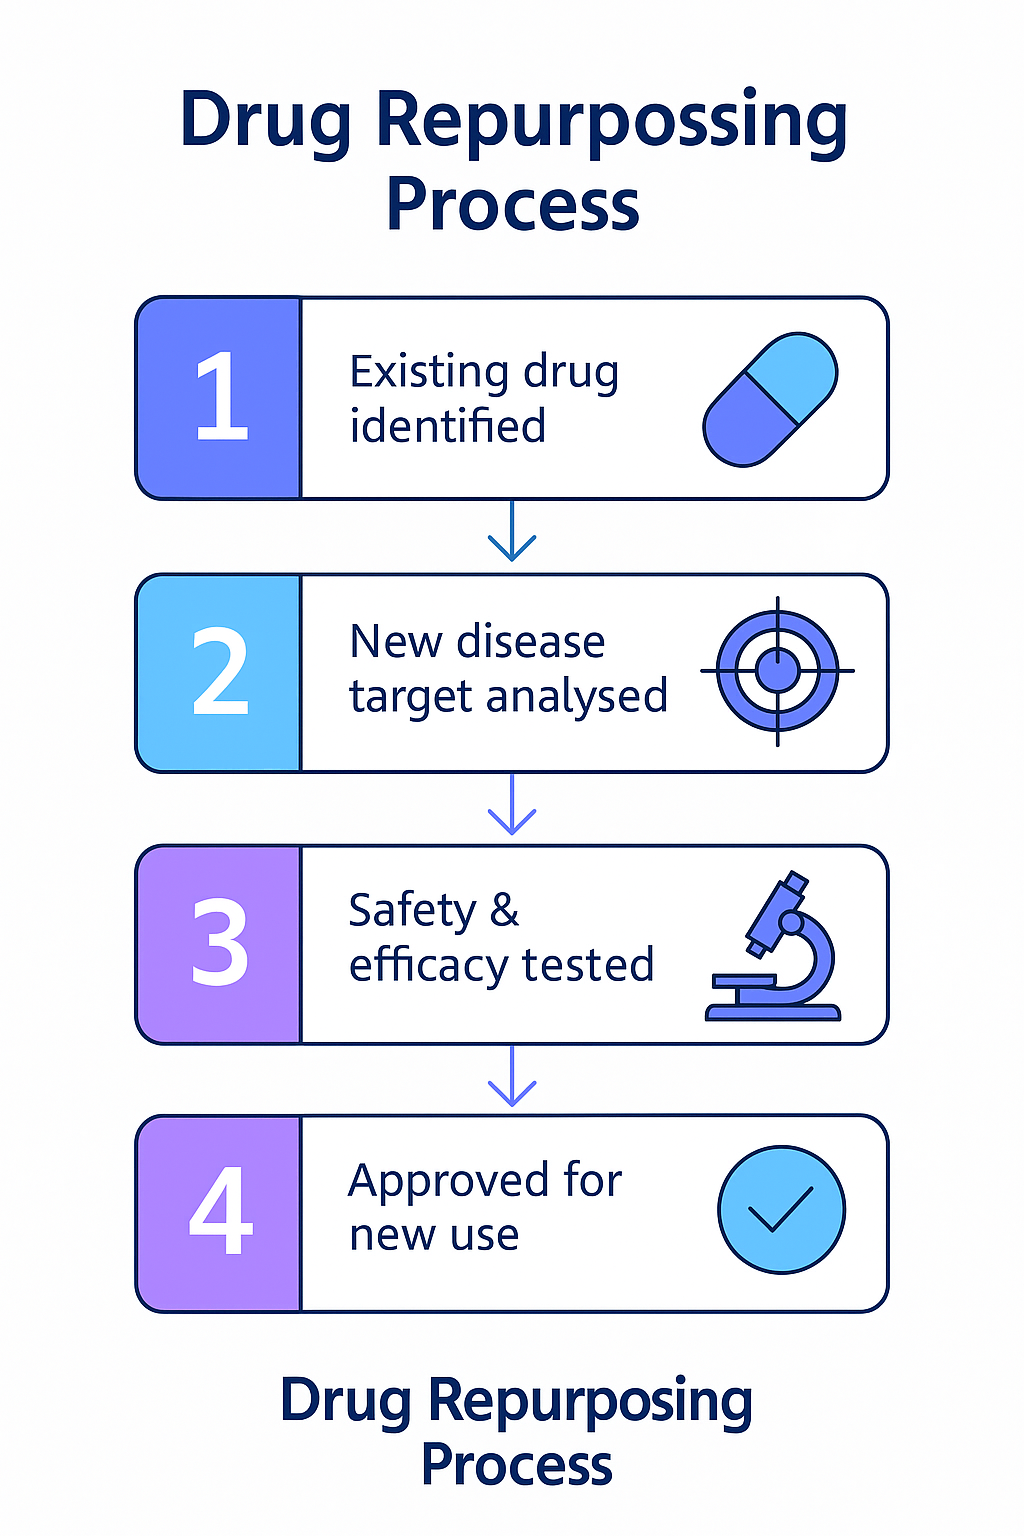 Drug Repurpossing
Process
1
Existing drug
identified
2
New disease
target analysed
3
Safety &
efficacy tested
4
Approved for
new use
Drug Repurposing
Process